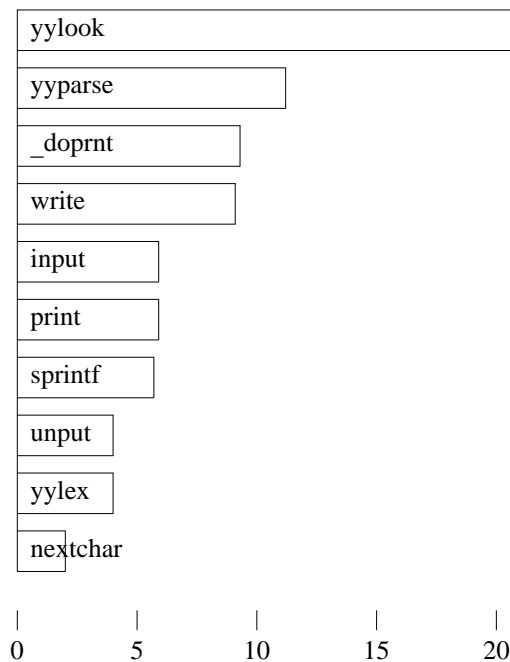 yylook
yyparse
_doprnt
write
input
print
sprintf
unput
yylex
nextchar
0 5 10 15 20